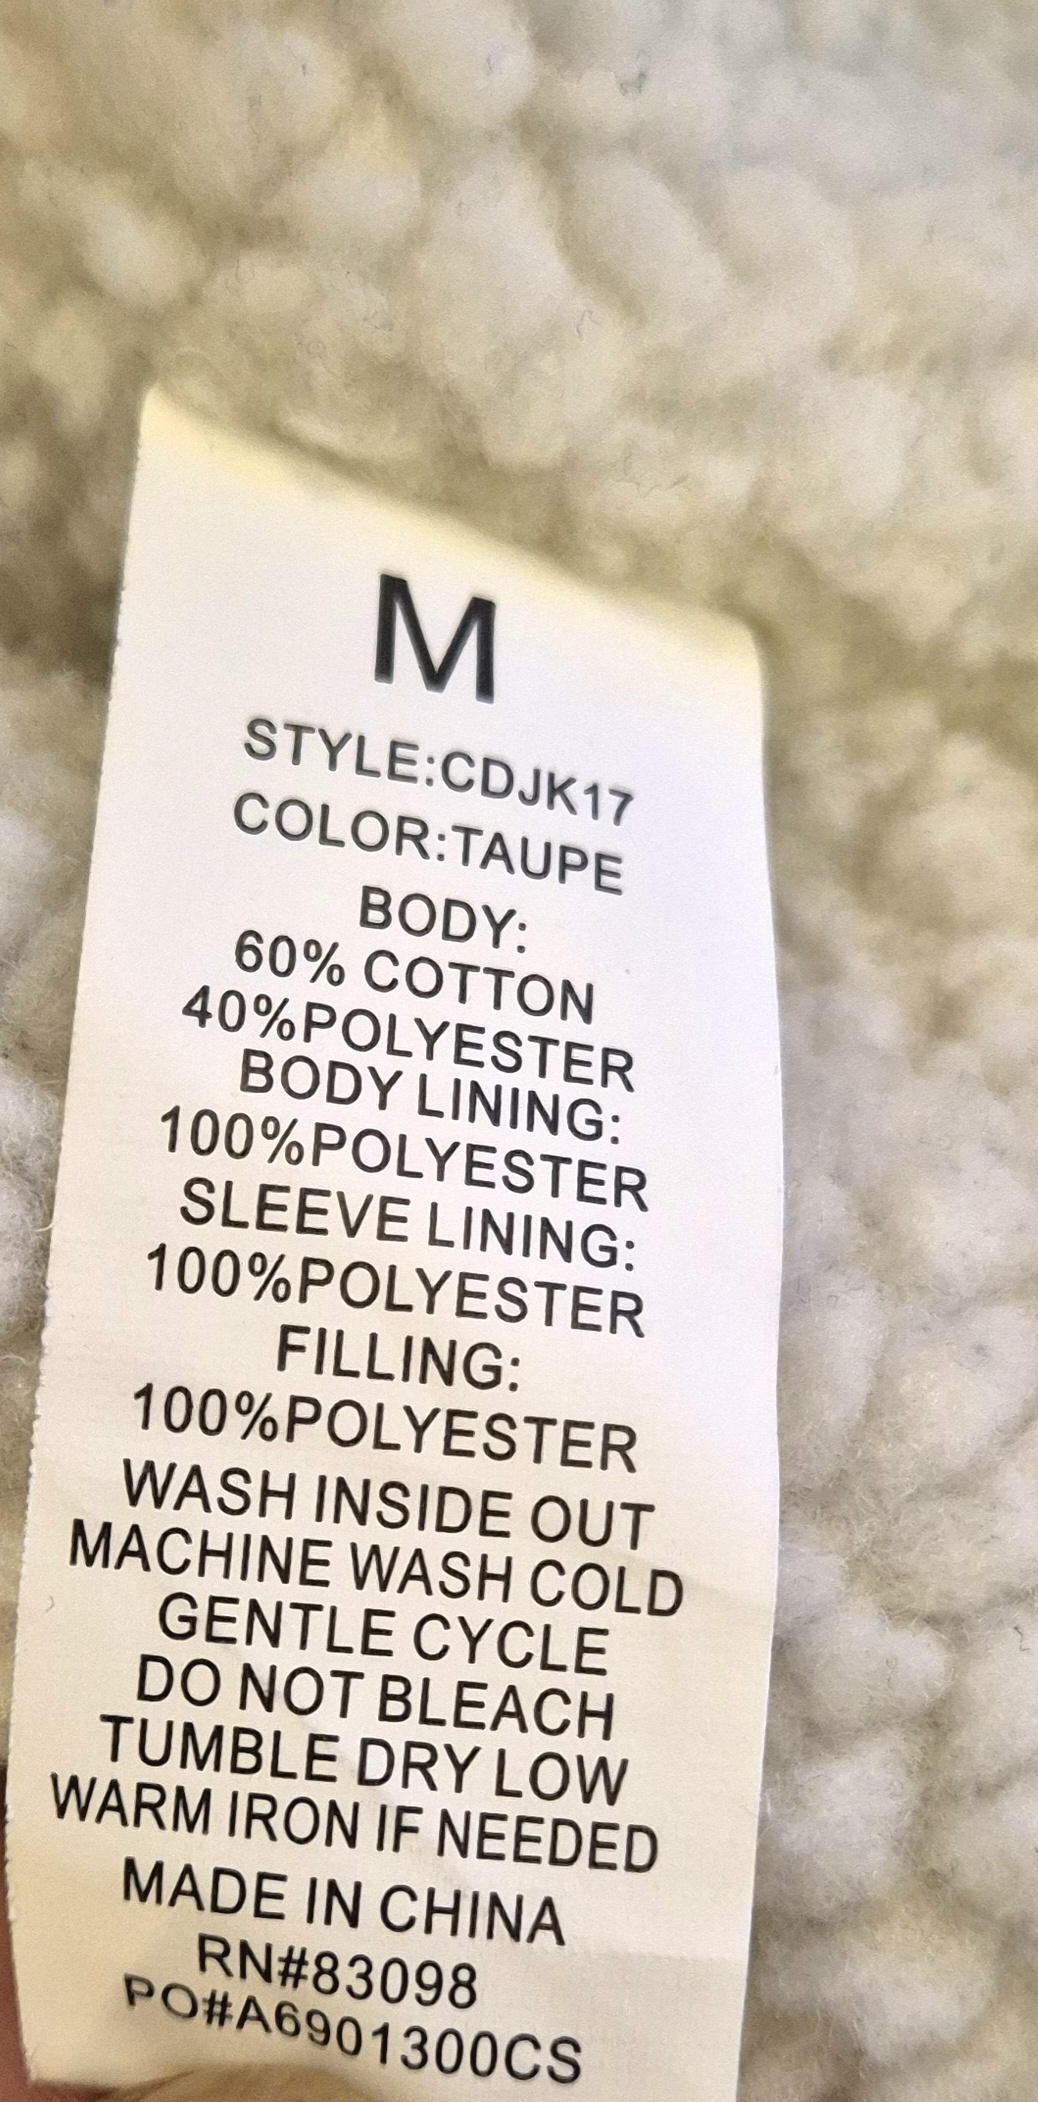 M
STYLE:CDJK17
COLOR:TAUPE
BODY:
60% COTTON
40%POLYESTER
BODY LINING:
100%POLYESTER
SLEEVE LINING:
100%POLYESTER
FILLING:
100%POLYESTER
WASH INSIDE OUT
MACHINE WASH COLD
GENTLE CYCLE
DO NOT BLEACH
TUMBLE DRY LOW
WARM IRON IF NEEDED
MADE IN CHINA
RN#83098
PO#A6901300CS